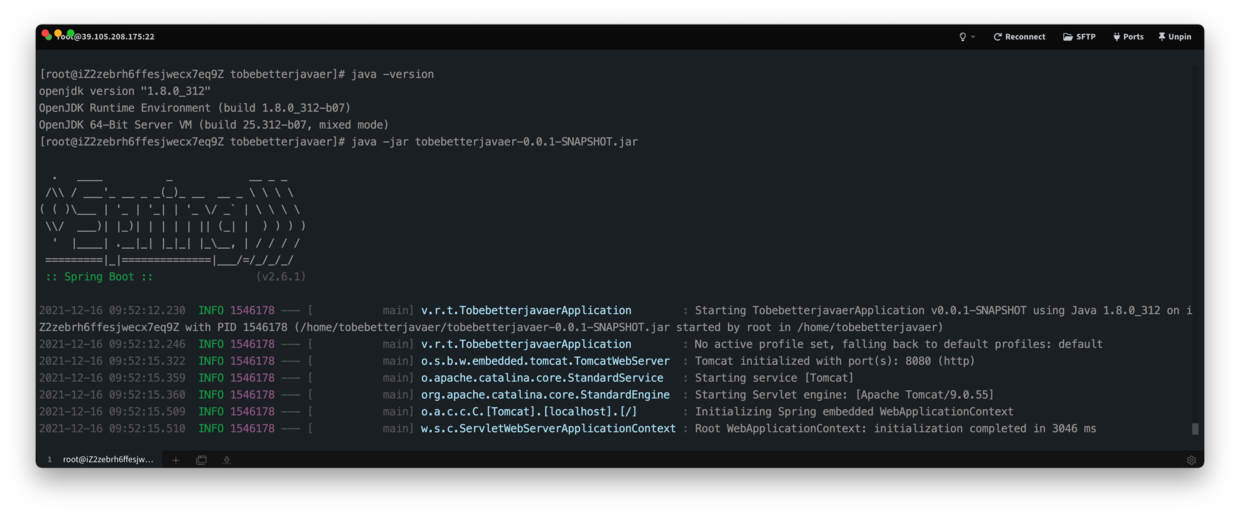 root@39.105.208.175:22
Reconnect SFTP Ports Unpin
[root@iZ2zebrh6ffesjwecx7eq9Z tobebetterjavaer]# java -version
openjdk version "1.8.0_312"
OpenJDK Runtime Environment (build 1.8.0_312-b07)
OpenJDK 64-Bit Server VM (build 25.312-b07, mixed mode)
[root@iZ2zebrh6ffesjwecx7eq9Z tobebetterjavaer]# java -jar tobebetterjavaer-0.0.1-SNAPSHOT.jar
  .   ____          _            __ _ _
 /\\ / ___'_ __ _ _(_)_ __  __ _ \ \ \ \
( ( )\___ | '_ | '_| | '_ \/ _` | \ \ \ \
 \\/  ___)| |_)| | | | | || (_| |  ) ) ) )
  '  |____| .__|_| |_|_| |_\__, | / / / /
 =========|_|==============|___/=/_/_/_/
 :: Spring Boot ::                (v2.6.1)
2021-12-16 09:52:12.230  INFO 1546178 --- [           main] v.r.t.TobebetterjavaerApplication        : Starting TobebetterjavaerApplication v0.0.1-SNAPSHOT using Java 1.8.0_312 on i
Z2zebrh6ffesjwecx7eq9Z with PID 1546178 (/home/tobebetterjavaer/tobebetterjavaer-0.0.1-SNAPSHOT.jar started by root in /home/tobebetterjavaer)
2021-12-16 09:52:12.246  INFO 1546178 --- [           main] v.r.t.TobebetterjavaerApplication        : No active profile set, falling back to default profiles: default
2021-12-16 09:52:15.322  INFO 1546178 --- [           main] o.s.b.w.embedded.tomcat.TomcatWebServer  : Tomcat initialized with port(s): 8080 (http)
2021-12-16 09:52:15.359  INFO 1546178 --- [           main] o.apache.catalina.core.StandardService   : Starting service [Tomcat]
2021-12-16 09:52:15.360  INFO 1546178 --- [           main] org.apache.catalina.core.StandardEngine  : Starting Servlet engine: [Apache Tomcat/9.0.55]
2021-12-16 09:52:15.509  INFO 1546178 --- [           main] o.a.c.c.C.[Tomcat].[localhost].[/]       : Initializing Spring embedded WebApplicationContext
2021-12-16 09:52:15.510  INFO 1546178 --- [           main] w.s.c.ServletWebServerApplicationContext : Root WebApplicationContext: initialization completed in 3046 ms
1 root@iZ2zebrh6ffesjw...